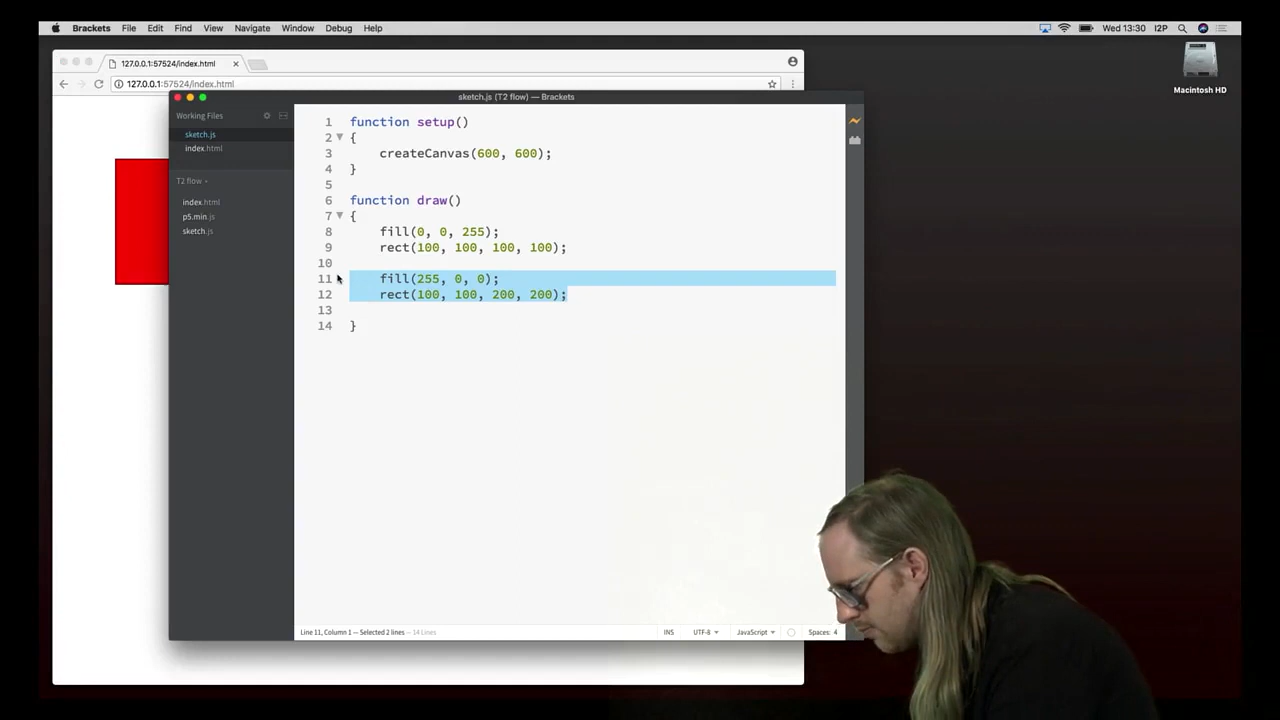 Brackets File Edit Find View Navigate Window Debug Help Wed 13:30 I2P
127.0.0.1:57524/index.html
127.0.0.1:57524/index.html
Macintosh HD
sketch.js (T2 flow) — Brackets
Working Files
sketch.js
index.html
T2 flow
index.html
p5.min.js
sketch.js
1 function setup()
2 {
3 createCanvas(600, 600);
4 }
5
6 function draw()
7 {
8 fill(0, 0, 255);
9 rect(100, 100, 100, 100);
10
11 fill(255, 0, 0);
12 rect(100, 100, 200, 200);
13
14 }
Line 11, Column 1 — Selected 2 lines — 14 Lines INS UTF-8 JavaScript Spaces: 4